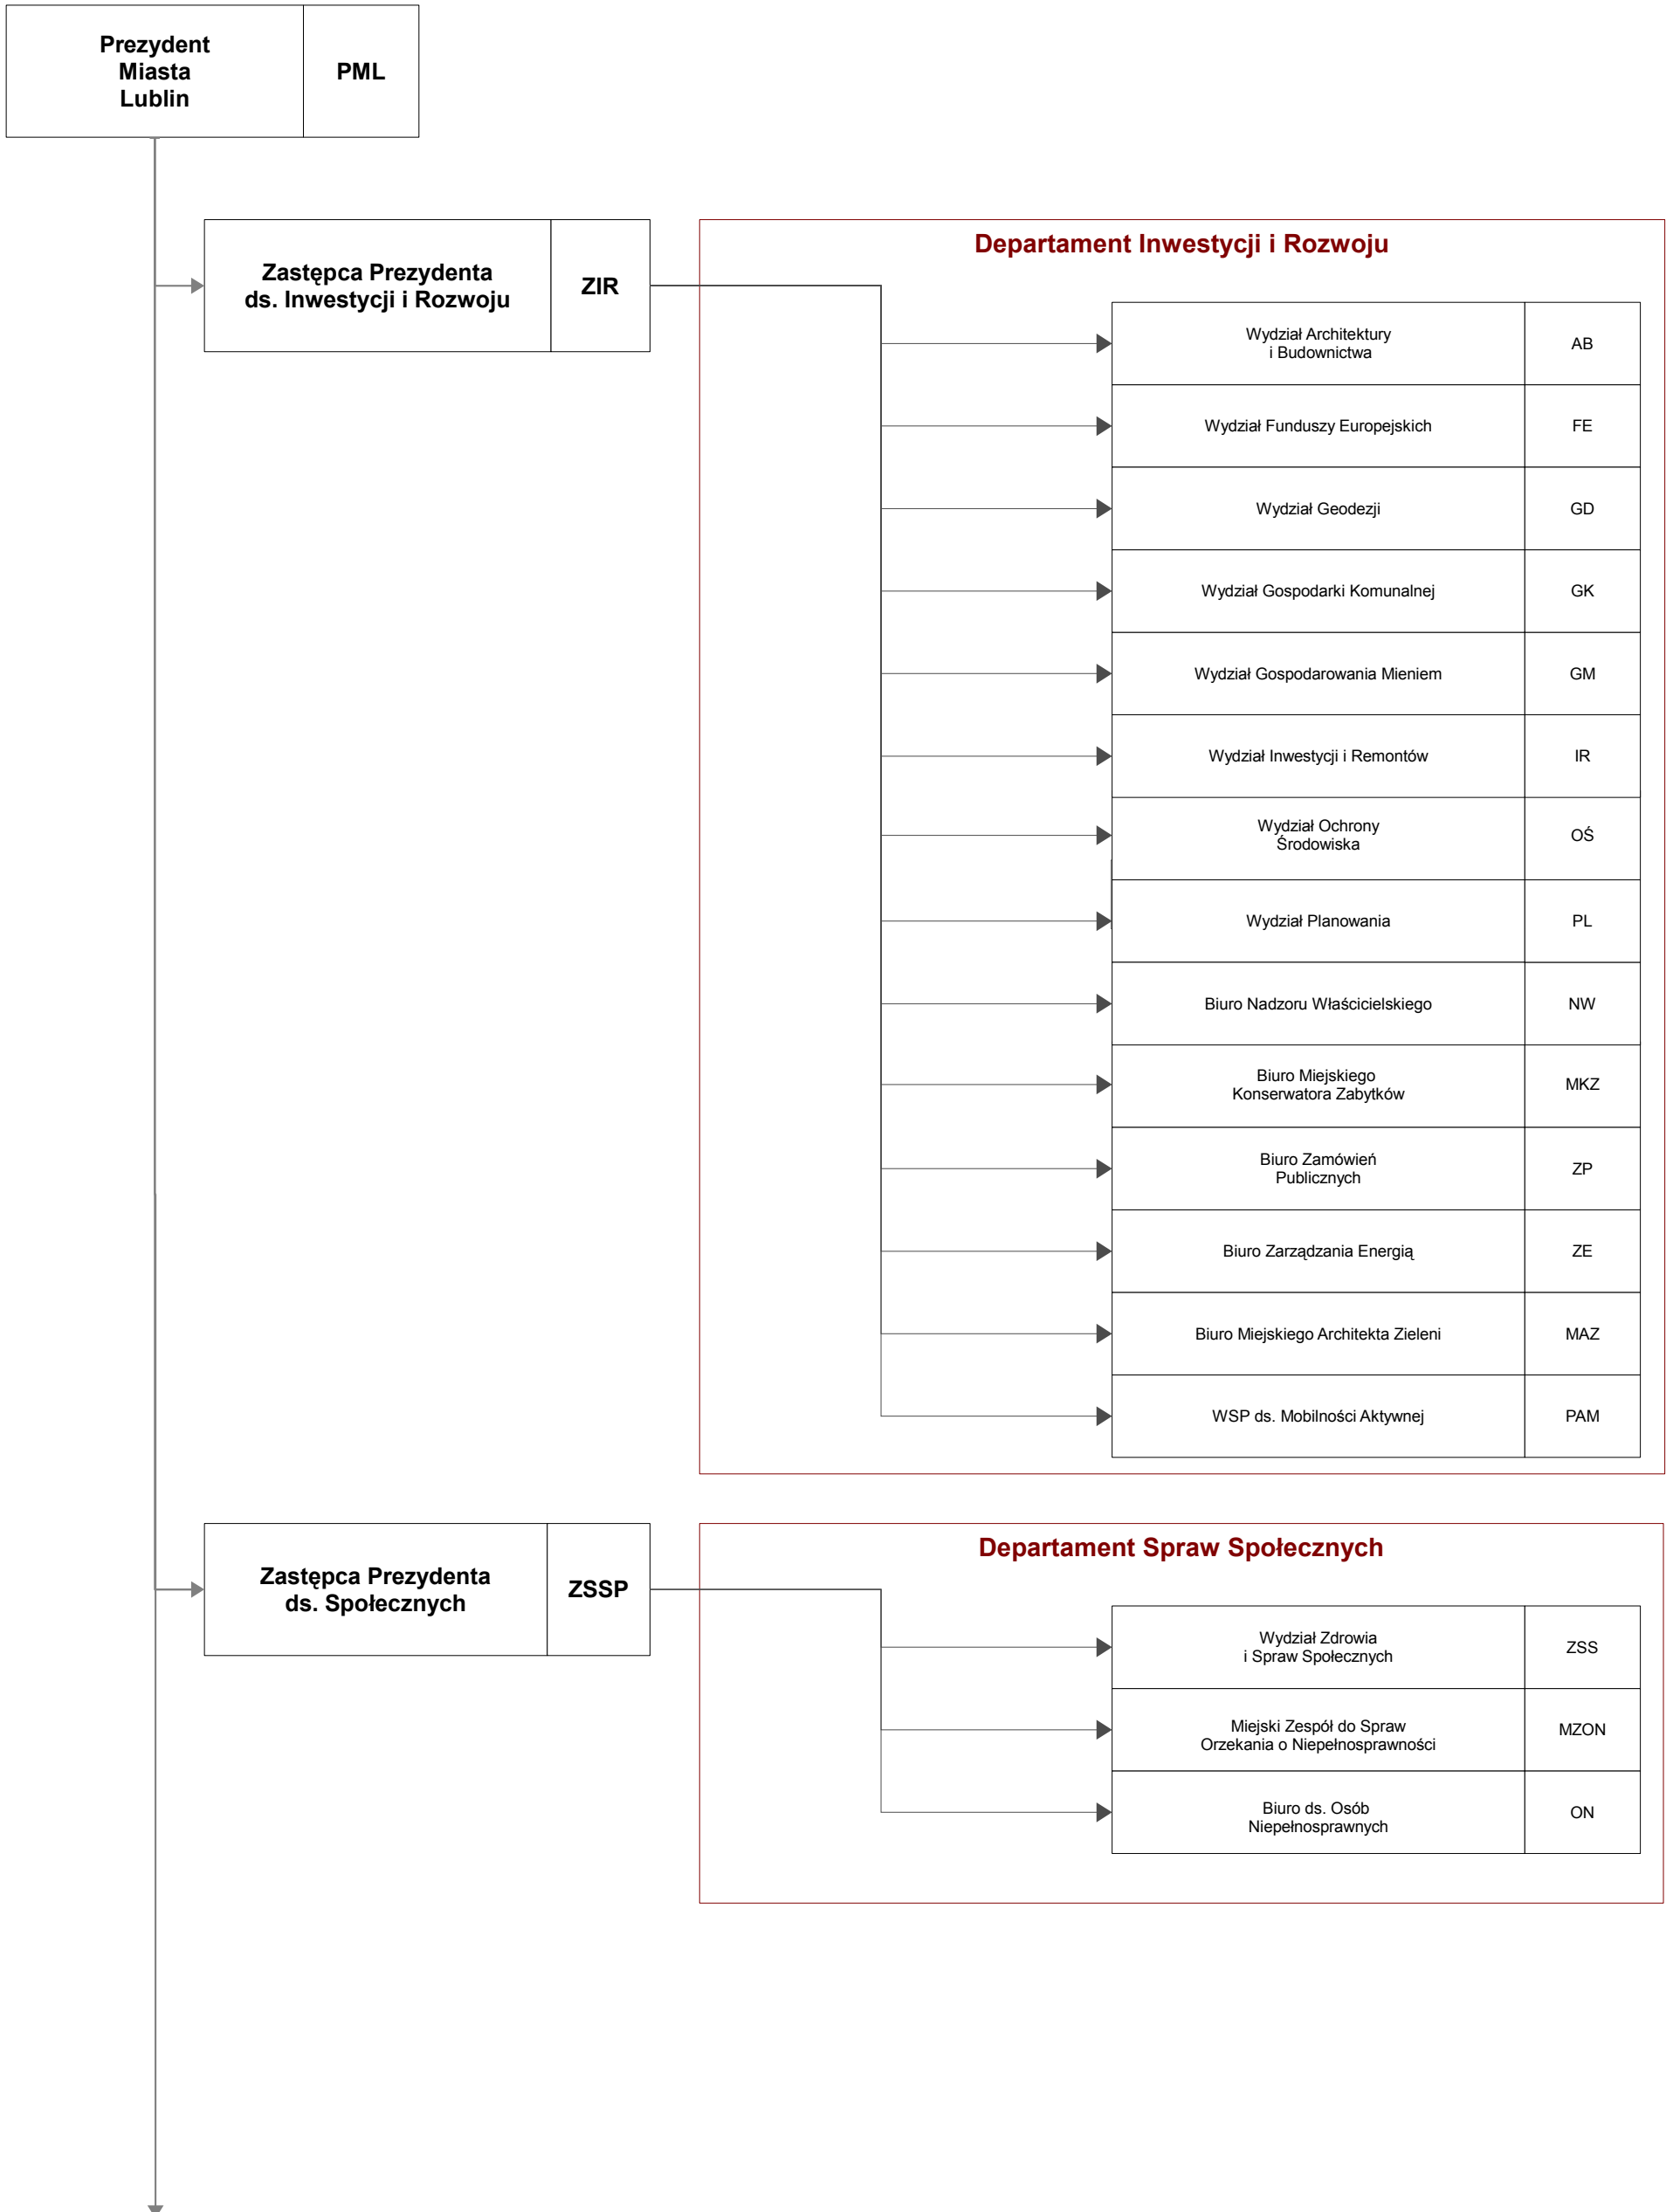 Prezydent
Miasta
Lublin
PML
Zastępca Prezydenta
ds. Inwestycji i Rozwoju
ZIR
Departament Inwestycji i Rozwoju
Wydział Architektury
i Budownictwa
AB
Wydział Funduszy Europejskich
FE
Wydział Geodezji
GD
Wydział Gospodarki Komunalnej
GK
Wydział Gospodarowania Mieniem
GM
Wydział Inwestycji i Remontów
IR
Wydział Ochrony
Środowiska
OŚ
Wydział Planowania
PL
Biuro Nadzoru Właścicielskiego
NW
Biuro Miejskiego
Konserwatora Zabytków
MKZ
Biuro Zamówień
Publicznych
ZP
Biuro Zarządzania Energią
ZE
Biuro Miejskiego Architekta Zieleni
MAZ
WSP ds. Mobilności Aktywnej
PAM
Zastępca Prezydenta
ds. Społecznych
ZSSP
Departament Spraw Społecznych
Wydział Zdrowia
i Spraw Społecznych
ZSS
Miejski Zespół do Spraw
Orzekania o Niepełnosprawności
MZON
Biuro ds. Osób
Niepełnosprawnych
ON